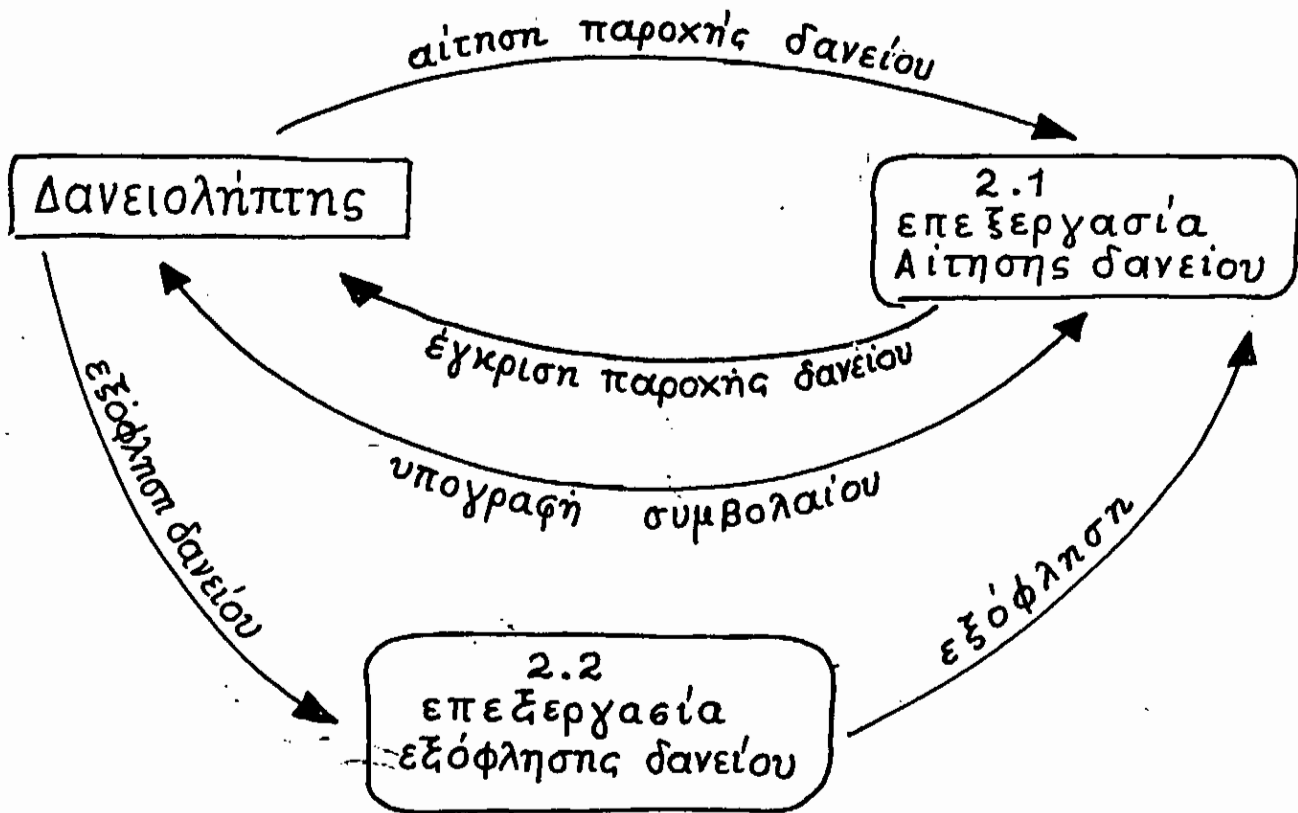 αίτηση παροχής δανείου
Δανειολήπτης
2.1
επεξεργασία
Αίτησης δανείου
έγκριση παροχής δανείου
υπογραφή συμβολαίου
εξόφληση δανείου
εξόφληση
2.2
επεξεργασία
εξόφλησης δανείου